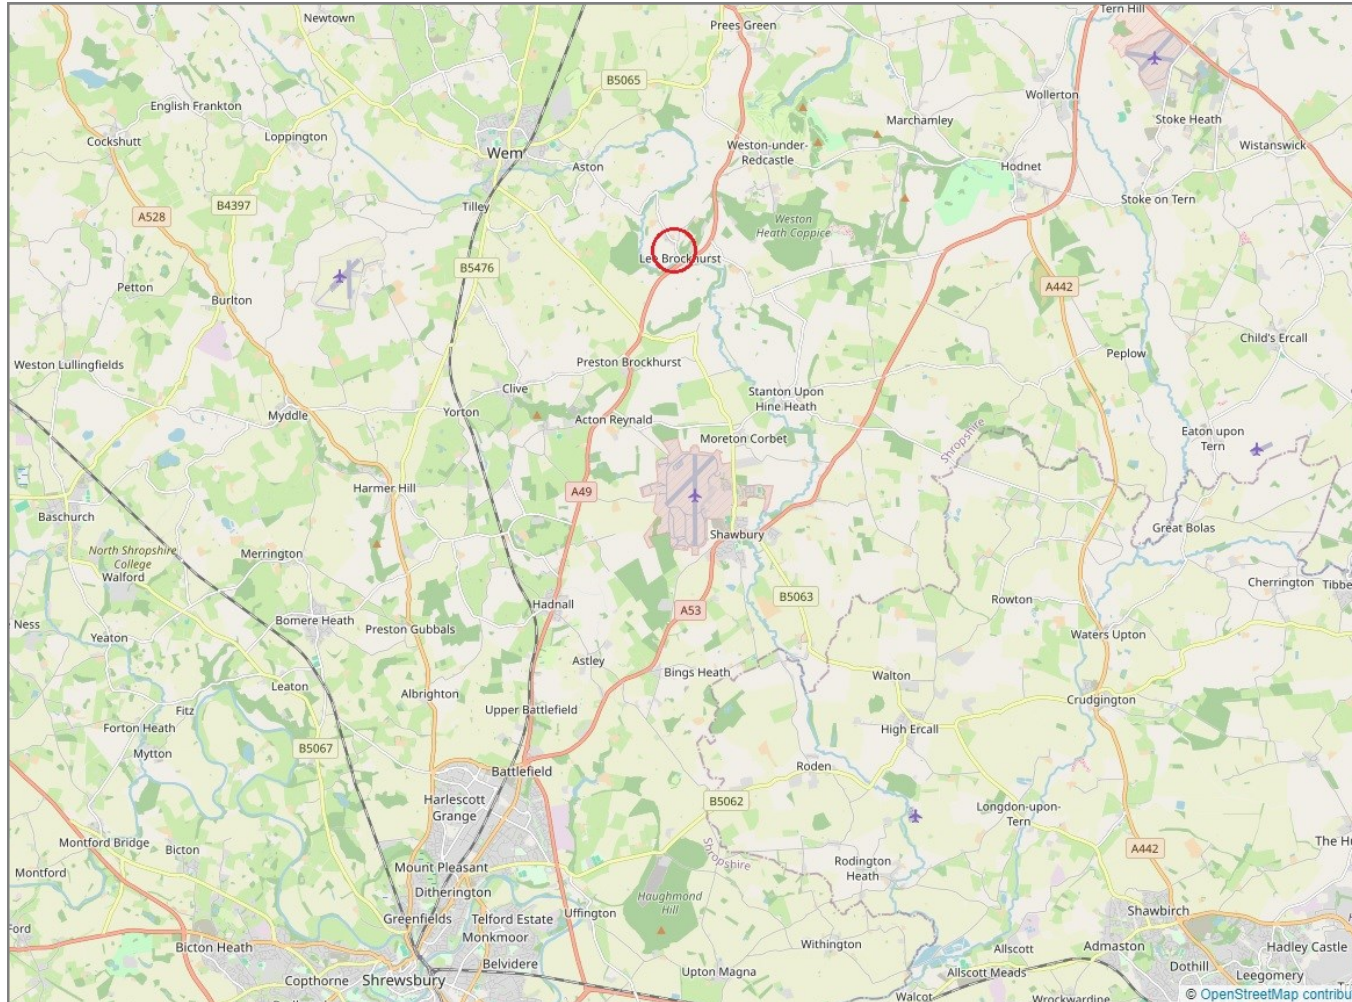 Newtown
Prees Green
Tern Hill
B5065
English Frankton
Cockshutt
Loppington
Wem
Aston
Weston-under-
Redcastle
Marchamley
Wollerton
Stoke Heath
Wistanswick
Hodnet
Stoke on Tern
A528
B4397
Tilley
Weston
Heath Coppice
Lee Brockhurst
B5476
A442
Petton
Burlton
Child's Ercall
Peplow
Weston Lullingfields
Preston Brockhurst
Clive
Stanton Upon
Hine Heath
Myddle
Yorton
Acton Reynald
Moreton Corbet
Shropshire
Eaton upon
Tern
Harmer Hill
A49
Baschurch
Shawbury
Great Bolas
North Shropshire
College
Walford
Merrington
Cherrington
Tibbe
Hadnall
A53
B5063
Rowton
Ness
Yeaton
Bomere Heath
Preston Gubbals
Waters Upton
Astley
Bings Heath
Walton
Leaton
Albrighton
Crudgington
Fitz
Upper Battlefield
Forton Heath
High Ercall
Mytton
B5067
Battlefield
Roden
Harlescott
Grange
B5062
Longdon-upon-
Tern
Montford Bridge
Bicton
Shropshire
A442
The Hu
Montford
Mount Pleasant
Rodington
Heath
Ditherington
Haughmond
Hill
Greenfields
Telford Estate
Uffington
Shawbirch
Ford
Bicton Heath
Monkmoor
Withington
Allscott
Admaston
Hadley Castle
Belvidere
Copthorne
Shrewsbury
Upton Magna
Allscott Meads
Dothill
Leegomery
Walcot
Wrockwardine
© OpenStreetMap contribu